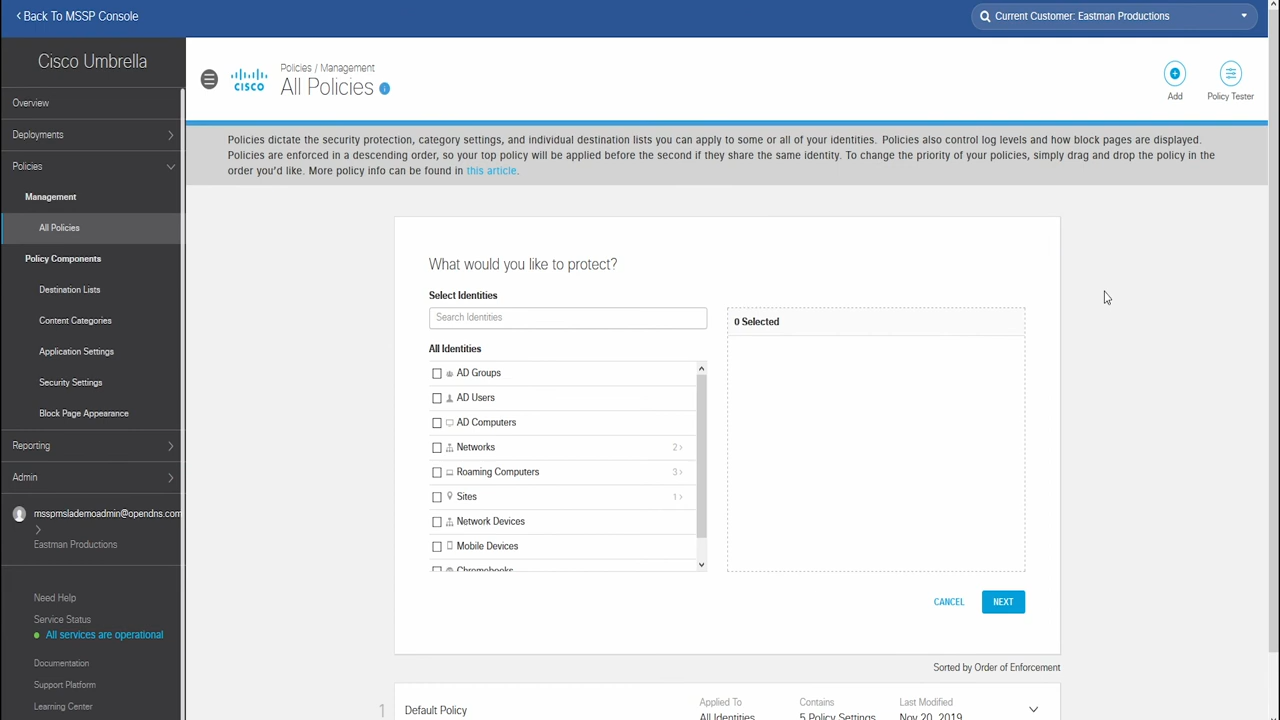 Back To MSSP Console
Current Customer: Eastman Productions
Cisco Umbrella
Overview
Deployments
Policies
Management
All Policies
Policy Components
Destination Lists
Content Categories
Application Settings
Security Settings
Block Page Appearance
Reporting
Admin
msspmslademoadmin@opendns.com
Eastman Productions
Need Help
Service Status
All services are operational
Documentation
Support Platform
Learning Center
CISCO
Policies / Management
All Policies
Add
Policy Tester
Policies dictate the security protection, category settings, and individual destination lists you can apply to some or all of your identities. Policies also control log levels and how block pages are displayed.
Policies are enforced in a descending order, so your top policy will be applied before the second if they share the same identity. To change the priority of your policies, simply drag and drop the policy in the
order you'd like. More policy info can be found in this article.
What would you like to protect?
Select Identities
Search Identities
0 Selected
All Identities
AD Groups
AD Users
AD Computers
Networks 2
Roaming Computers 3
Sites 1
Network Devices
Mobile Devices
Chromebooks
CANCEL NEXT
Sorted by Order of Enforcement
1 Default Policy
Applied To
All Identities
Contains
5 Policy Settings
Last Modified
Nov 20, 2019